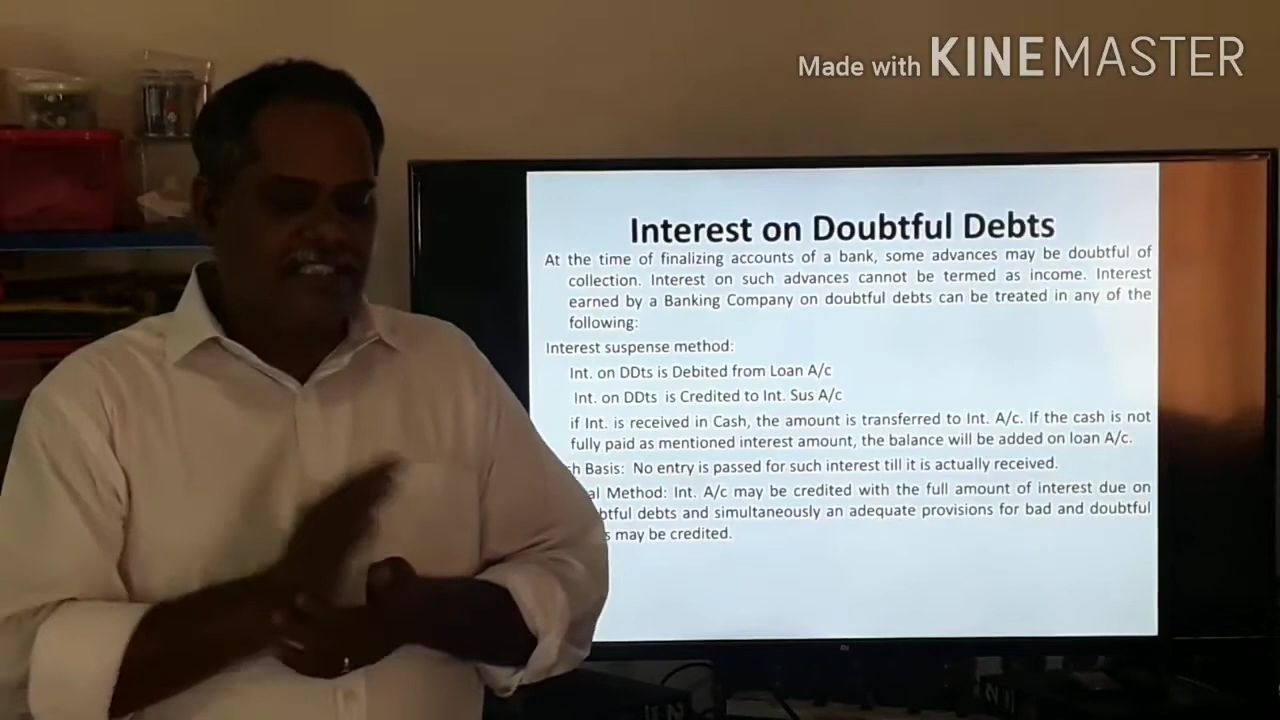 Made with KINEMASTER
Interest on Doubtful Debts
At the time of finalizing accounts of a bank, some advances may be doubtful of
collection. Interest on such advances cannot be termed as income. Interest
earned by a Banking Company on doubtful debts can be treated in any of the
following:
Interest suspense method:
Int. on DDts is Debited from Loan A/c
Int. on DDts is Credited to Int. Sus A/c
if Int. is received in Cash, the amount is transferred to Int. A/c. If the cash is not
fully paid as mentioned interest amount, the balance will be added on loan A/c.
h Basis: No entry is passed for such interest till it is actually received.
al Method: Int. A/c may be credited with the full amount of interest due on
btful debts and simultaneously an adequate provisions for bad and doubtful
s may be credited.